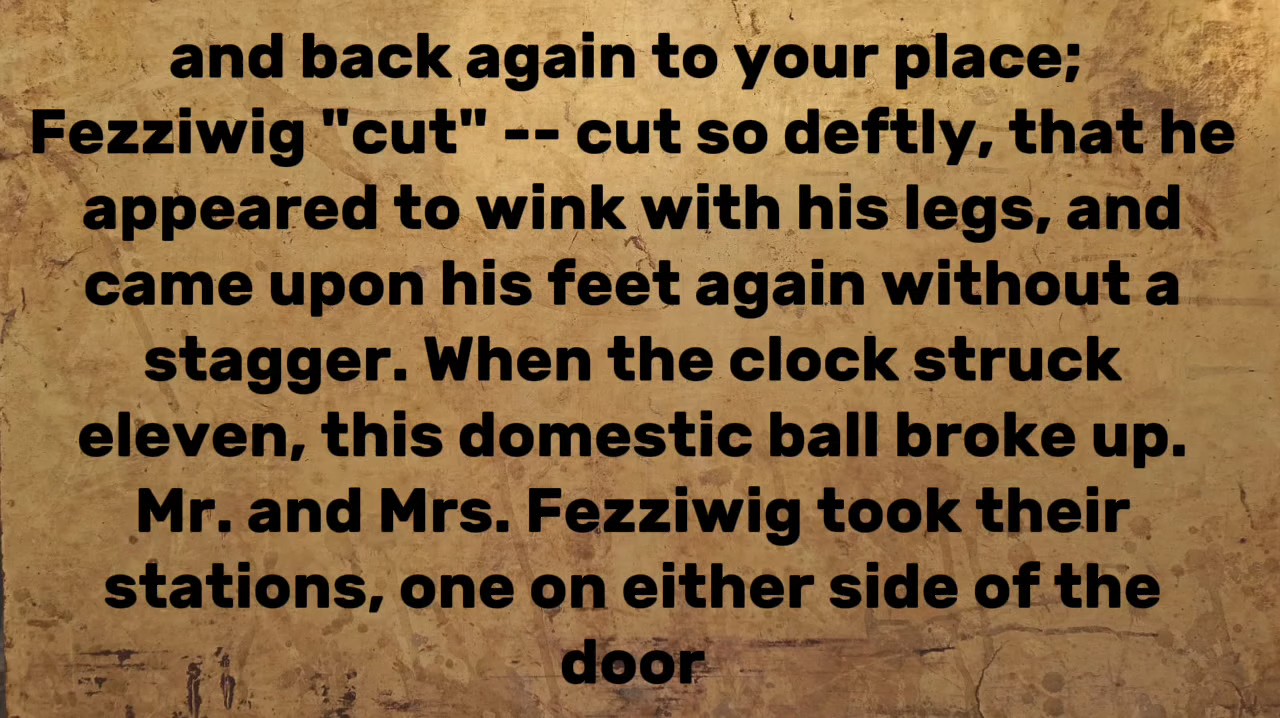 and back again to your place;
Fezziwig "cut" -- cut so deftly, that he
appeared to wink with his legs, and
came upon his feet again without a
stagger. When the clock struck
eleven, this domestic ball broke up.
Mr. and Mrs. Fezziwig took their
stations, one on either side of the
door